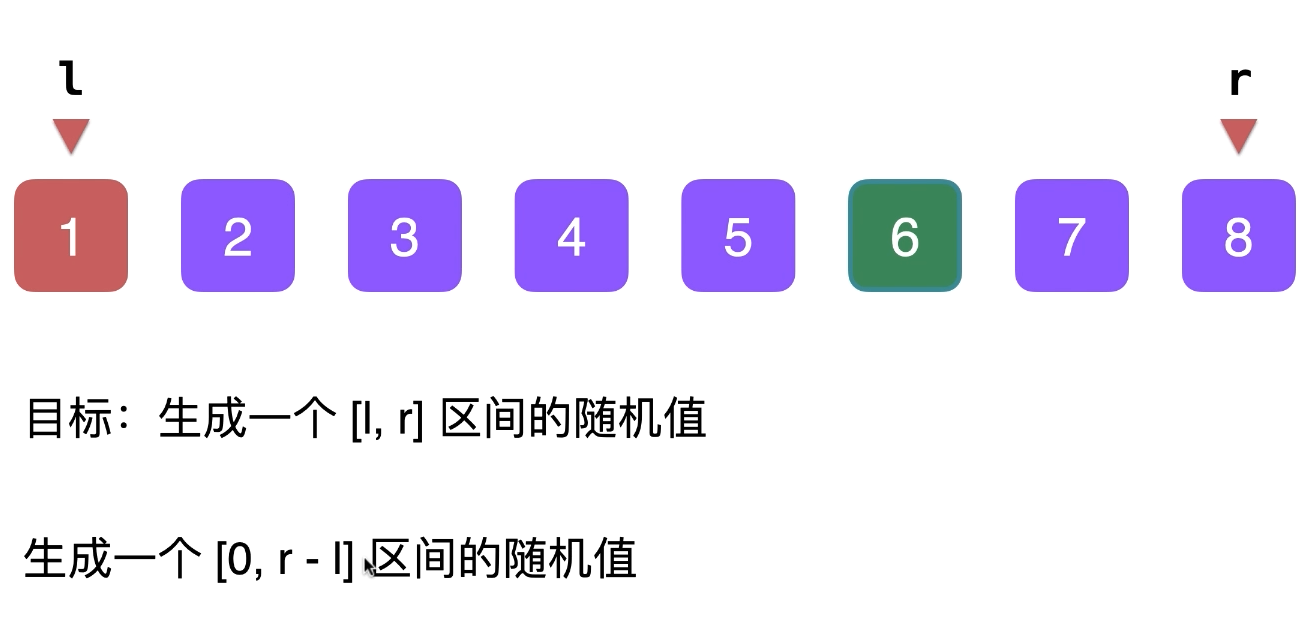 l r
1 2 3 4 5 6 7 8
目标：生成一个 [l, r] 区间的随机值
生成一个 [0, r - l] 区间的随机值